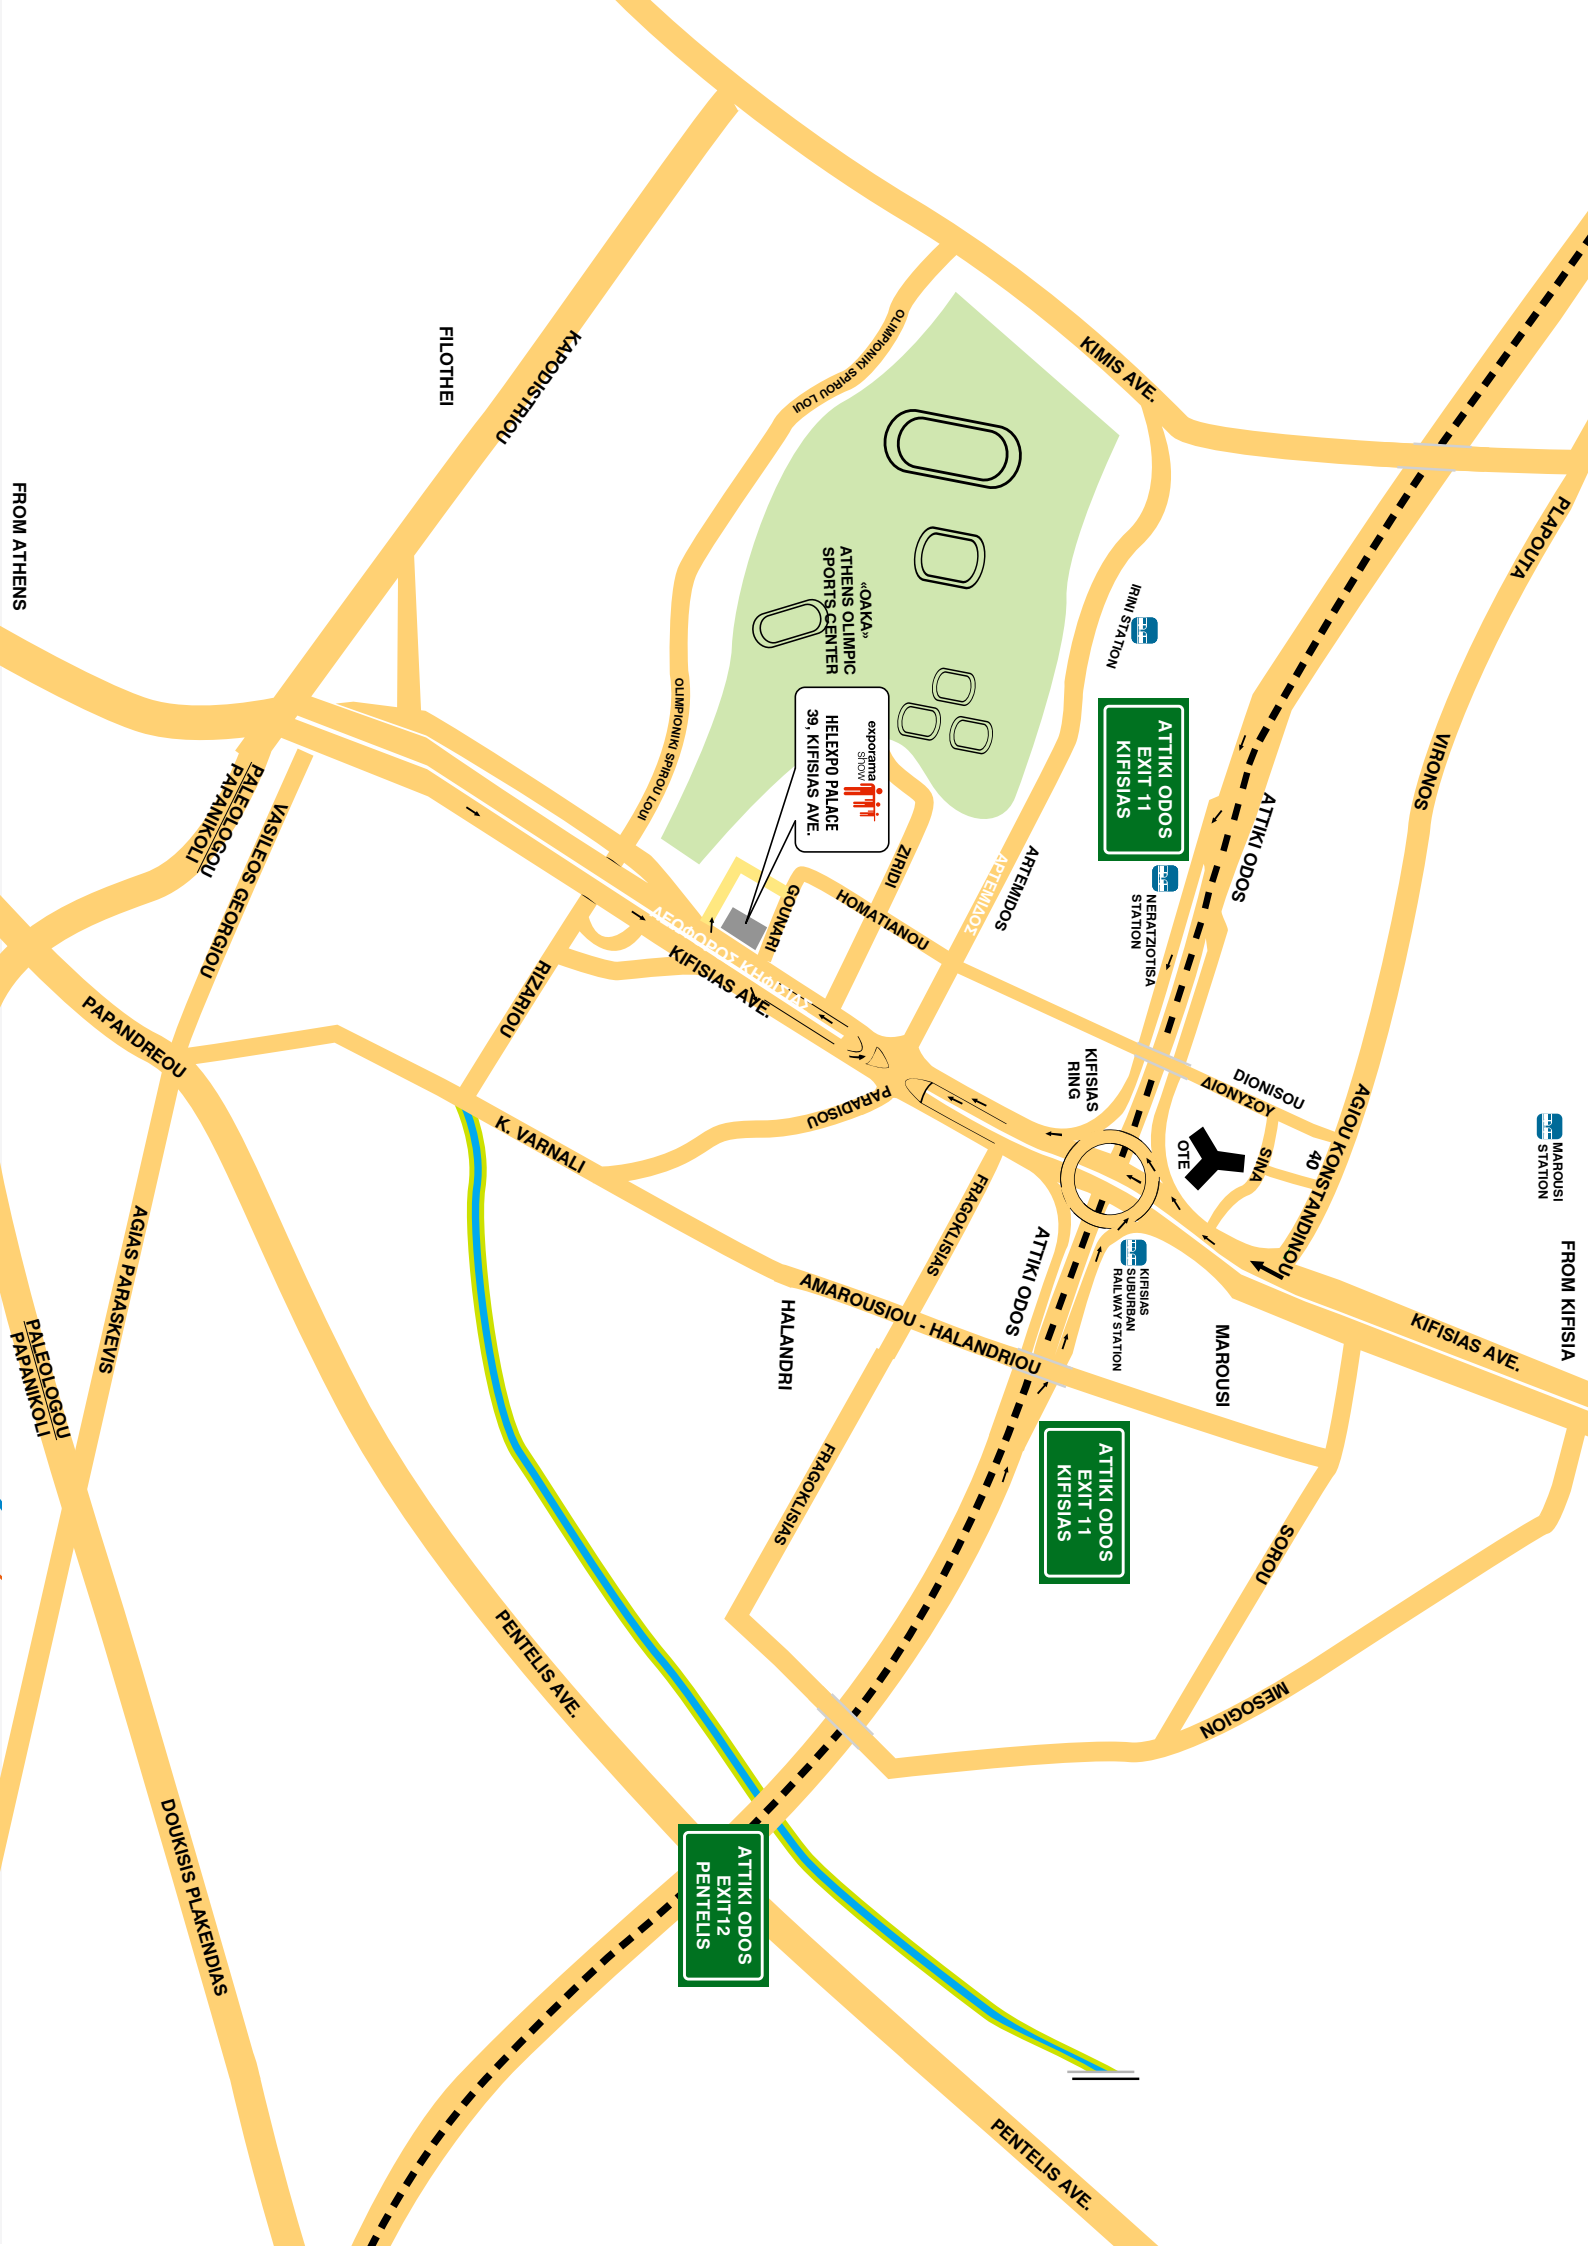 FROM KIFISIA
MAROUSI
STATION
KIFISIAS AVE.
MAROUSI
PLAPOUTA
VIRONOS
AGIOU KONSTANDINOU
40
DIONISOU
ΔΙΟΝΥΣΟΥ
SINA
OTE
KIFISIAS
SUBURBAN
RAILWAY STATION
KIFISIAS
RING
SOROU
MESOGION
ATTIKI ODOS
EXIT 11
KIFISIAS
ATTIKI ODOS
NERATZIOTISA
STATION
IRINI STATION
KIMIS AVE.
ATTIKI ODOS
ATTIKI ODOS
EXIT 11
KIFISIAS
ARTEMIDOS
ΑΡΤΕΜΙΔΟΣ
HOMATIANOU
ZIRIDI
GOUNARI
«OAKA»
ATHENS OLIMPIC
SPORTS CENTER
exporama
show
HELEXPO PALACE
39, KIFISIAS AVE.
OLIMPIONIKI SPIROU LOUI
OLIMPIONIKI SPIROU LOUI
ΛΕΩΦΟΡΟΣ ΚΗΦΙΣΙΑΣ
KIFISIAS AVE.
PARADISOU
FRAGOKLISIAS
AMAROUSIOU - HALANDRIOU
HALANDRI
FRAGOKLISIAS
K. VARNALI
RIZARIOU
KAPODISTRIOU
FILOTHEI
FROM ATHENS
PALEOLOGOU
PAPANIKOLI
VASILEOS GEORGIOU
PAPANDREOU
AGIAS PARASKEVIS
PALEOLOGOU
PAPANIKOLI
DOUKISIS PLAKENDIAS
PENTELIS AVE.
ATTIKI ODOS
EXIT12
PENTELIS
PENTELIS AVE.